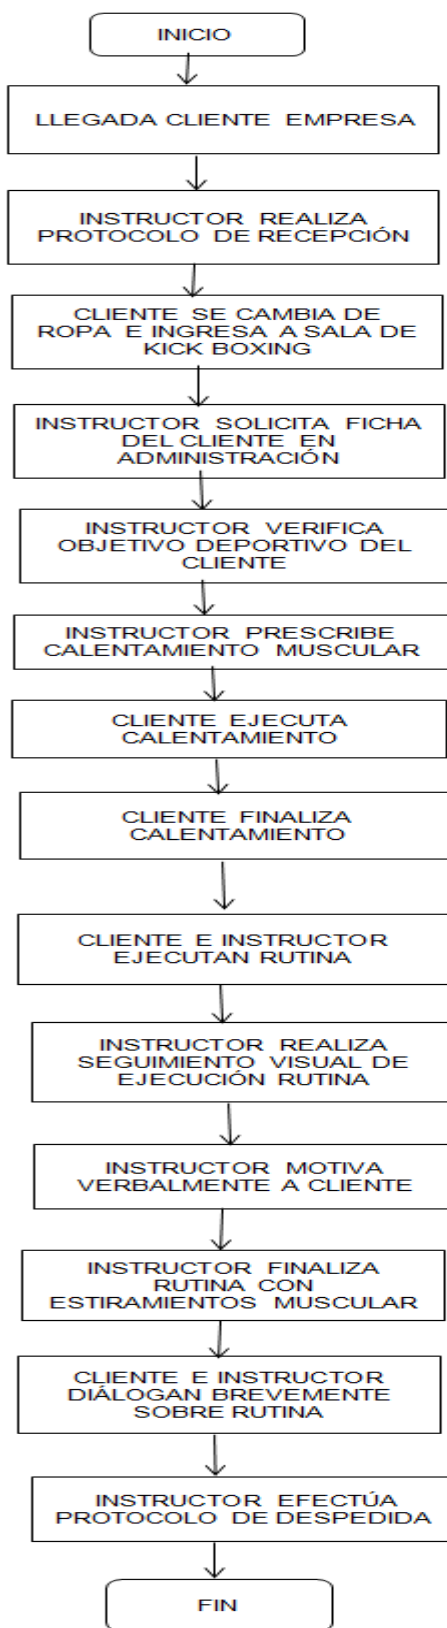 INICIO
LLEGADA CLIENTE EMPRESA
INSTRUCTOR REALIZA
PROTOCOLO DE RECEPCIÓN
CLIENTE SE CAMBIA DE
ROPA E INGRESA A SALA DE
KICK BOXING
INSTRUCTOR SOLICITA FICHA
DEL CLIENTE EN
ADMINISTRACIÓN
INSTRUCTOR VERIFICA
OBJETIVO DEPORTIVO DEL
CLIENTE
INSTRUCTOR PRESCRIBE
CALENTAMIENTO MUSCULAR
CLIENTE EJECUTA
CALENTAMIENTO
CLIENTE FINALIZA
CALENTAMIENTO
CLIENTE E INSTRUCTOR
EJECUTAN RUTINA
INSTRUCTOR REALIZA
SEGUIMIENTO VISUAL DE
EJECUCIÓN RUTINA
INSTRUCTOR MOTIVA
VERBALMENTE A CLIENTE
INSTRUCTOR FINALIZA
RUTINA CON
ESTIRAMIENTOS MUSCULAR
CLIENTE E INSTRUCTOR
DIÁLOGAN BREVEMENTE
SOBRE RUTINA
INSTRUCTOR EFECTÚA
PROTOCOLO DE DESPEDIDA
FIN